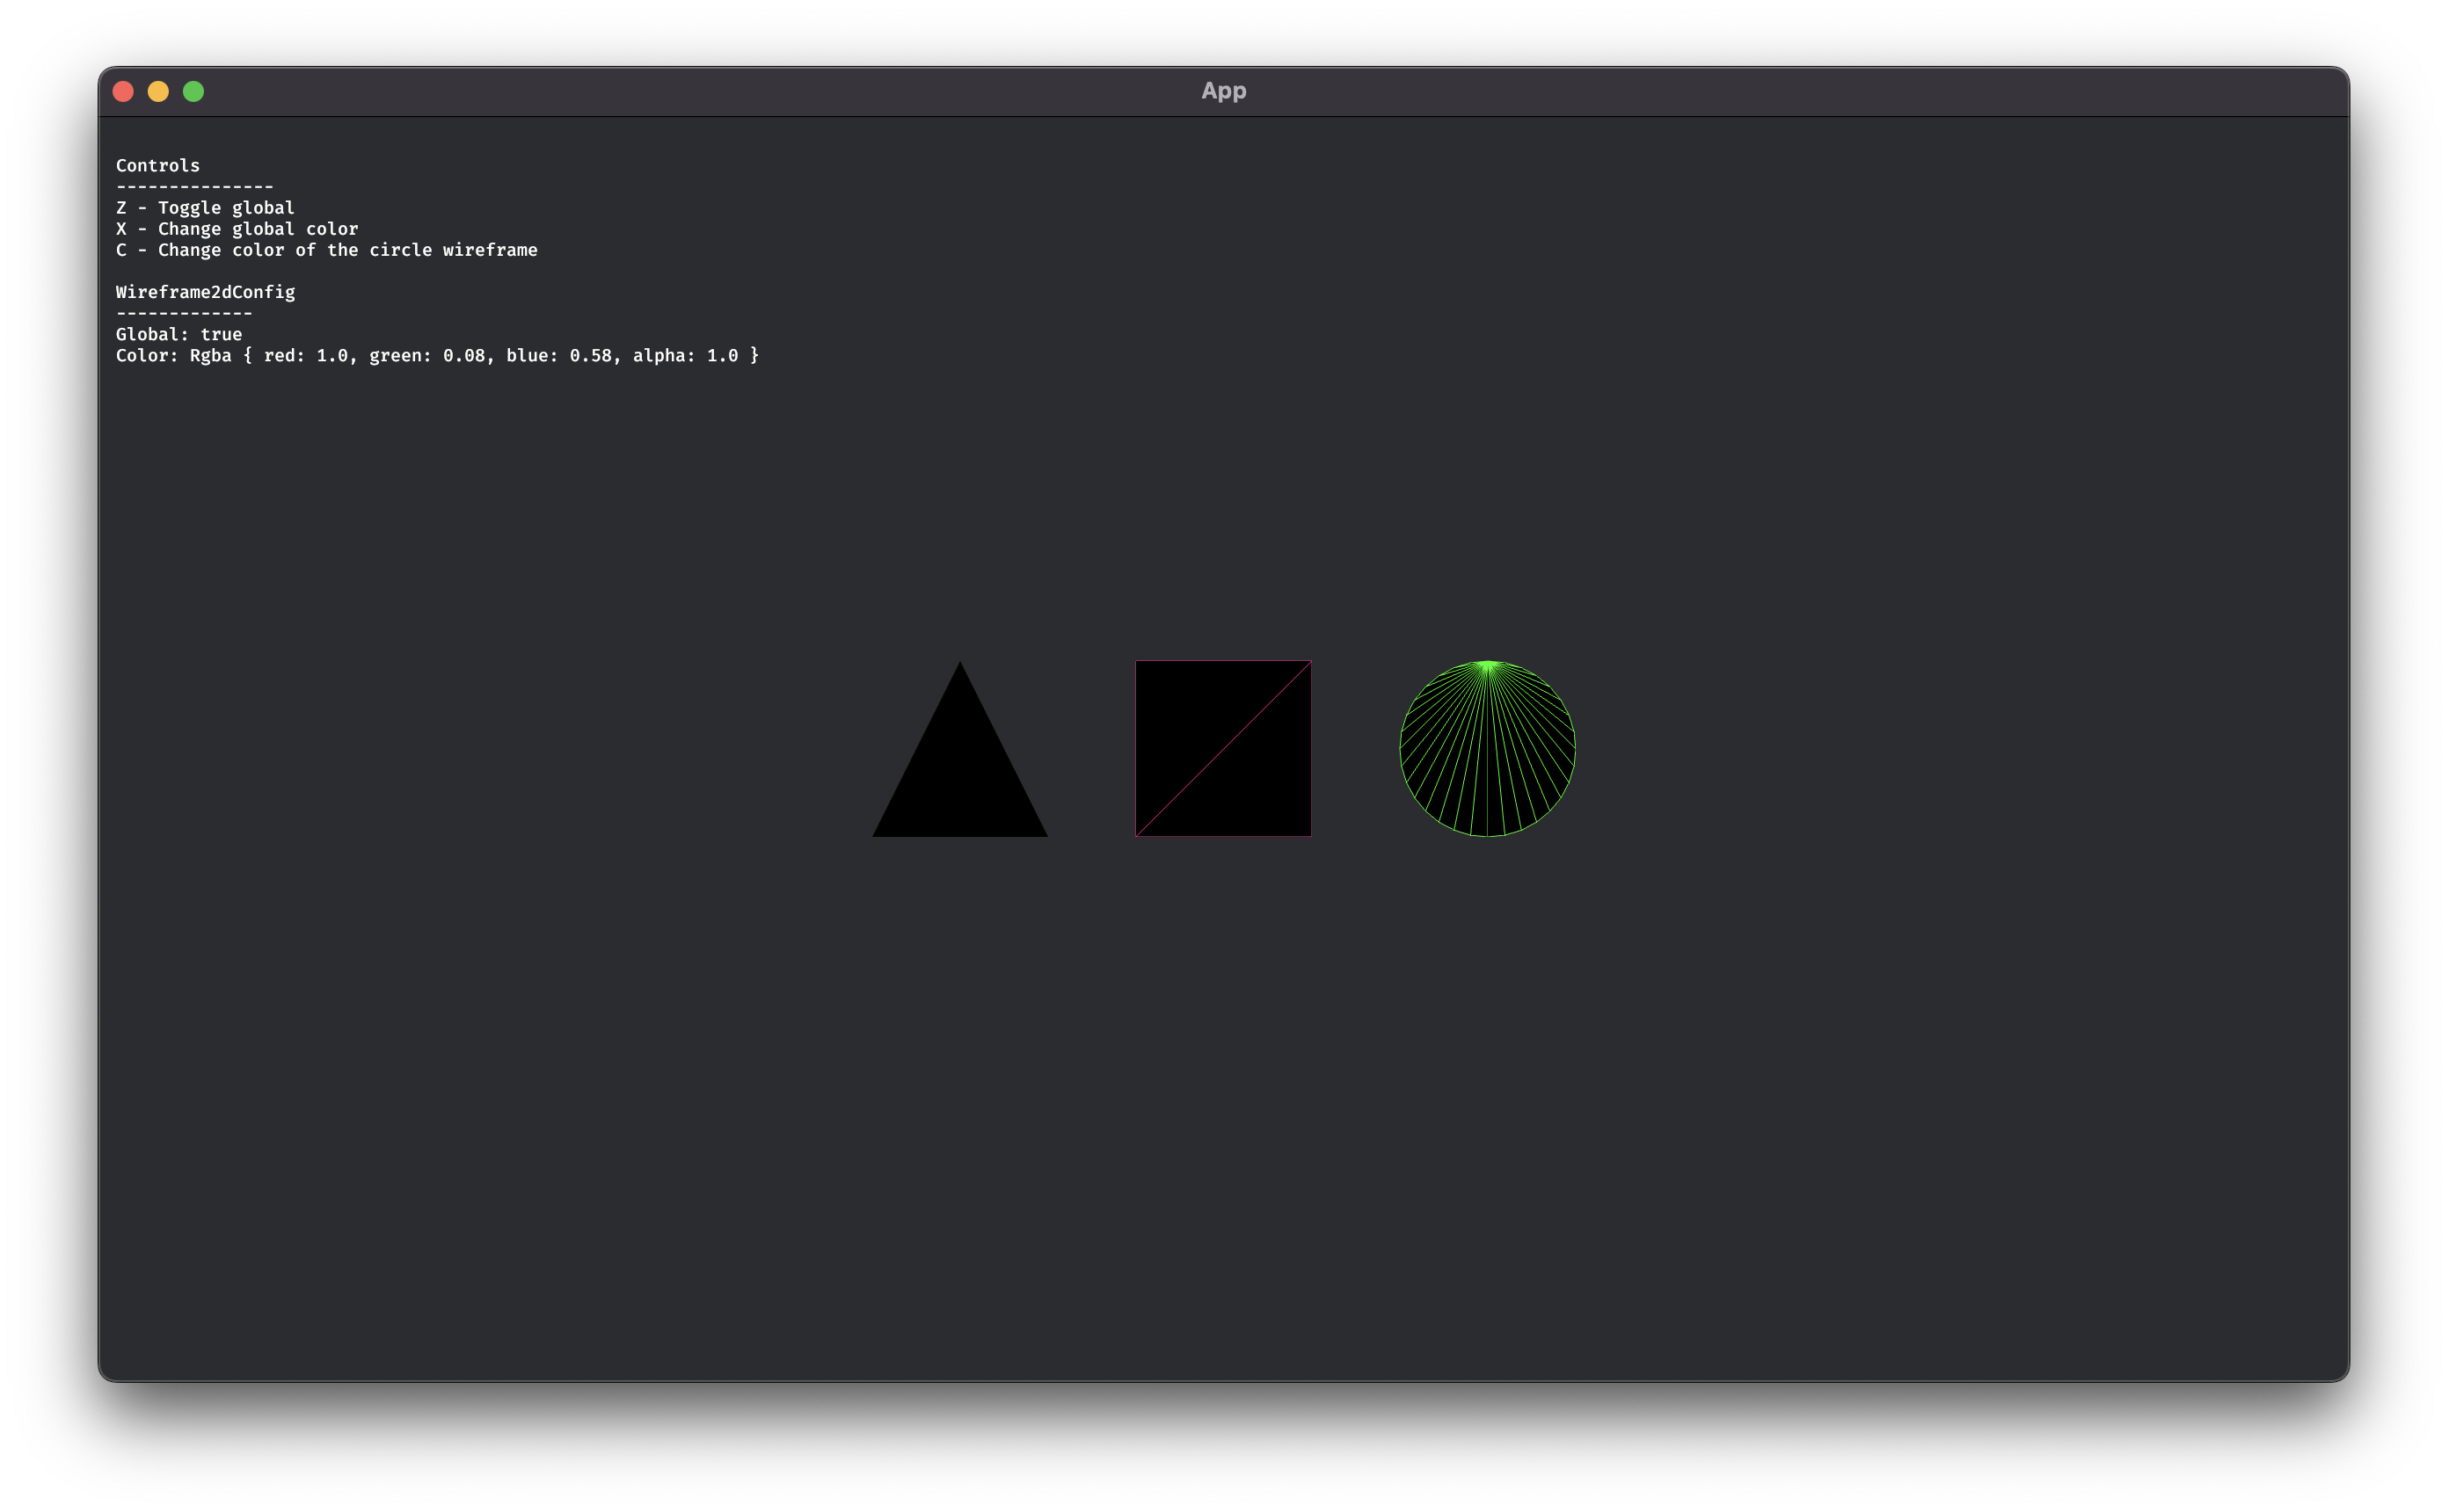 App
Controls
---------------
Z - Toggle global
X - Change global color
C - Change color of the circle wireframe
Wireframe2dConfig
-------------
Global: true
Color: Rgba { red: 1.0, green: 0.08, blue: 0.58, alpha: 1.0 }